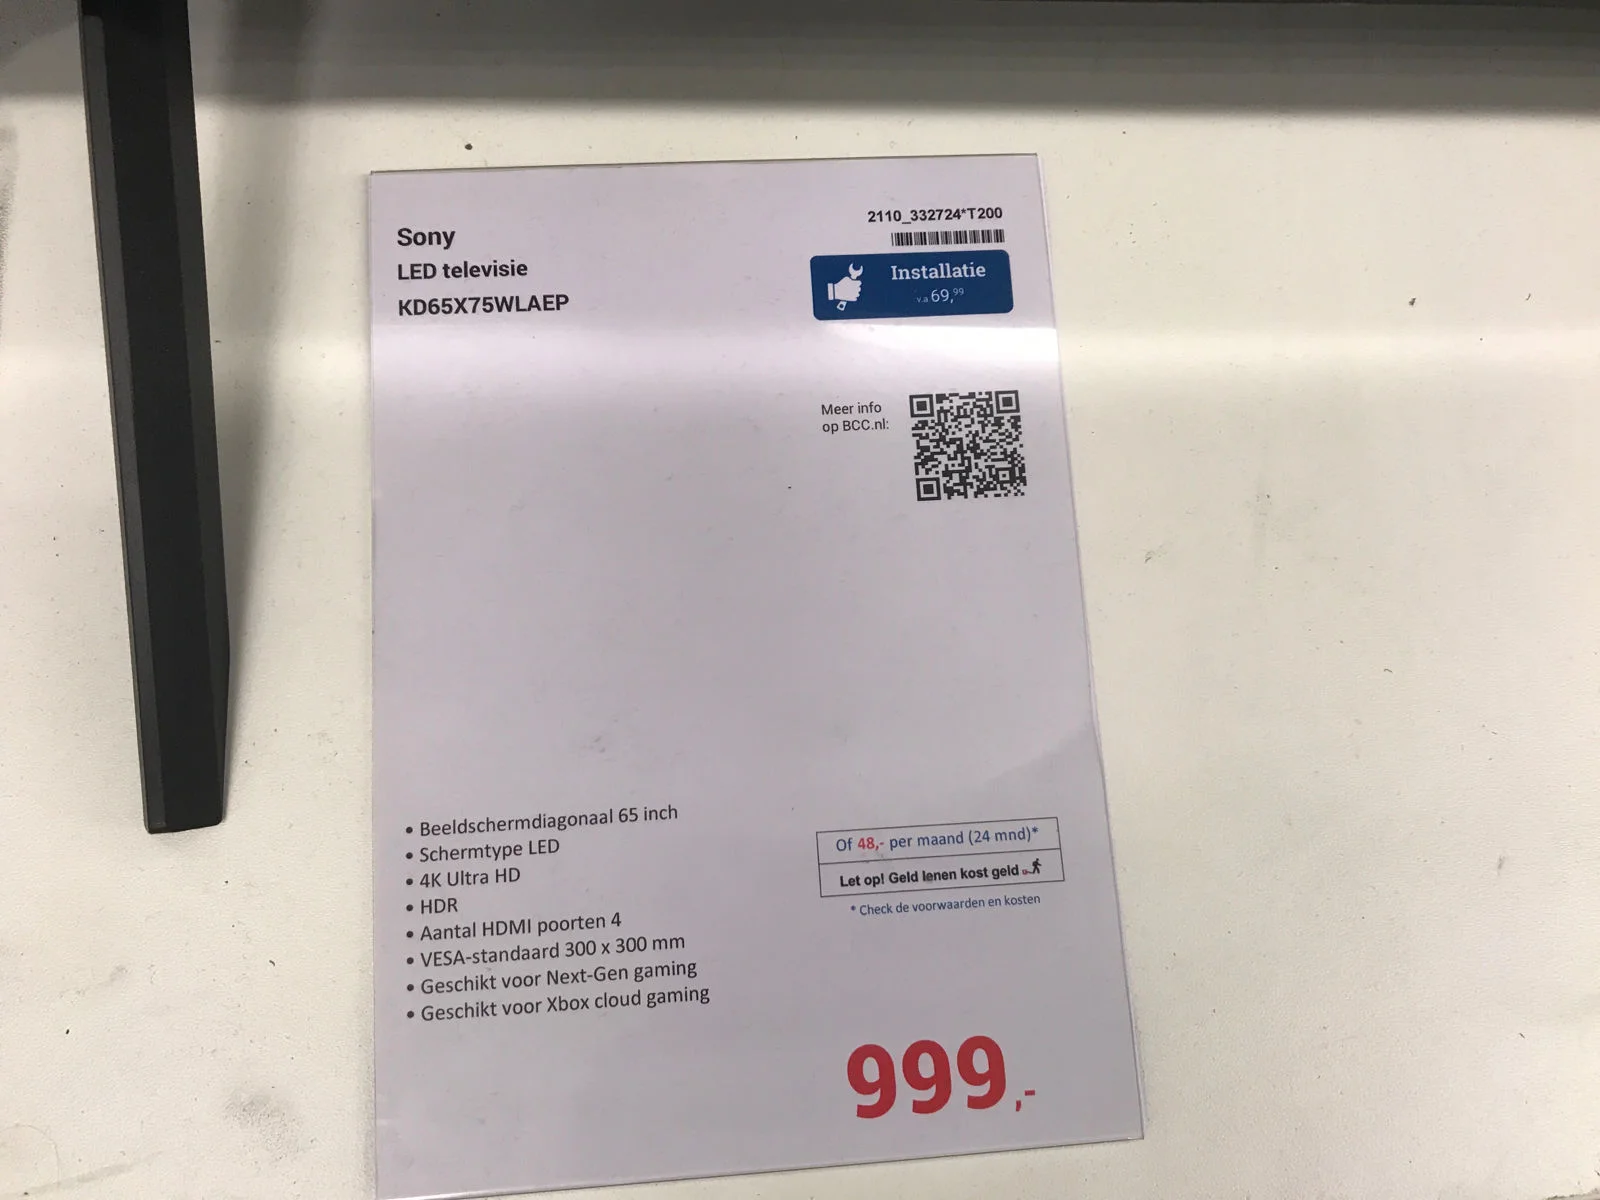 2110_332724*T200
Sony
LED televisie
KD65X75WLAEP
Installatie
v.a 69,99
Meer info
op BCC.nl:
• Beeldschermdiagonaal 65 inch
• Schermtype LED
• 4K Ultra HD
• HDR
• Aantal HDMI poorten 4
• VESA-standaard 300 x 300 mm
• Geschikt voor Next-Gen gaming
• Geschikt voor Xbox cloud gaming
Of 48,- per maand (24 mnd)*
Let op! Geld lenen kost geld
* Check de voorwaarden en kosten
999,-